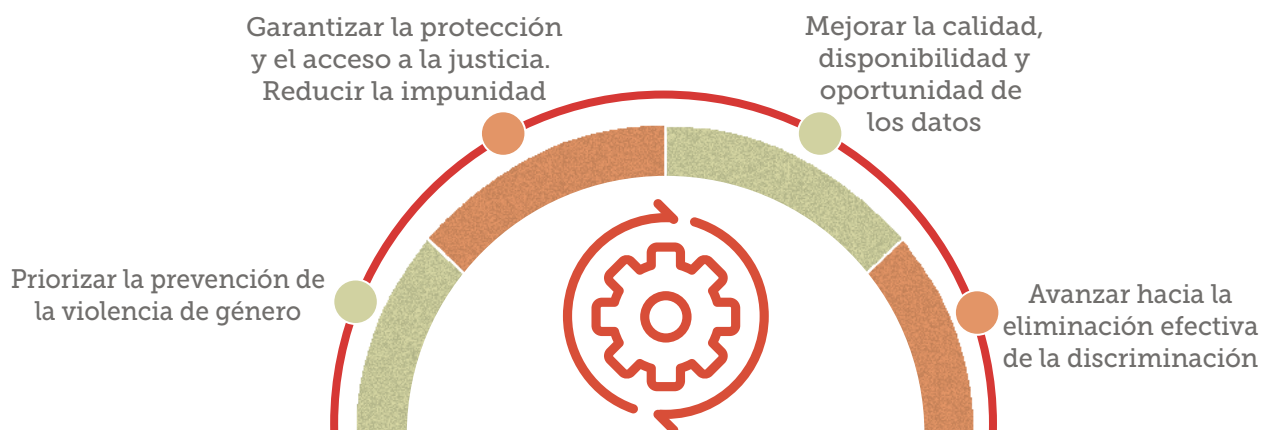 Garantizar la protección
y el acceso a la justicia.
Reducir la impunidad
Mejorar la calidad,
disponibilidad y
oportunidad de
los datos
Priorizar la prevención de
la violencia de género
Avanzar hacia la
eliminación efectiva
de la discriminación